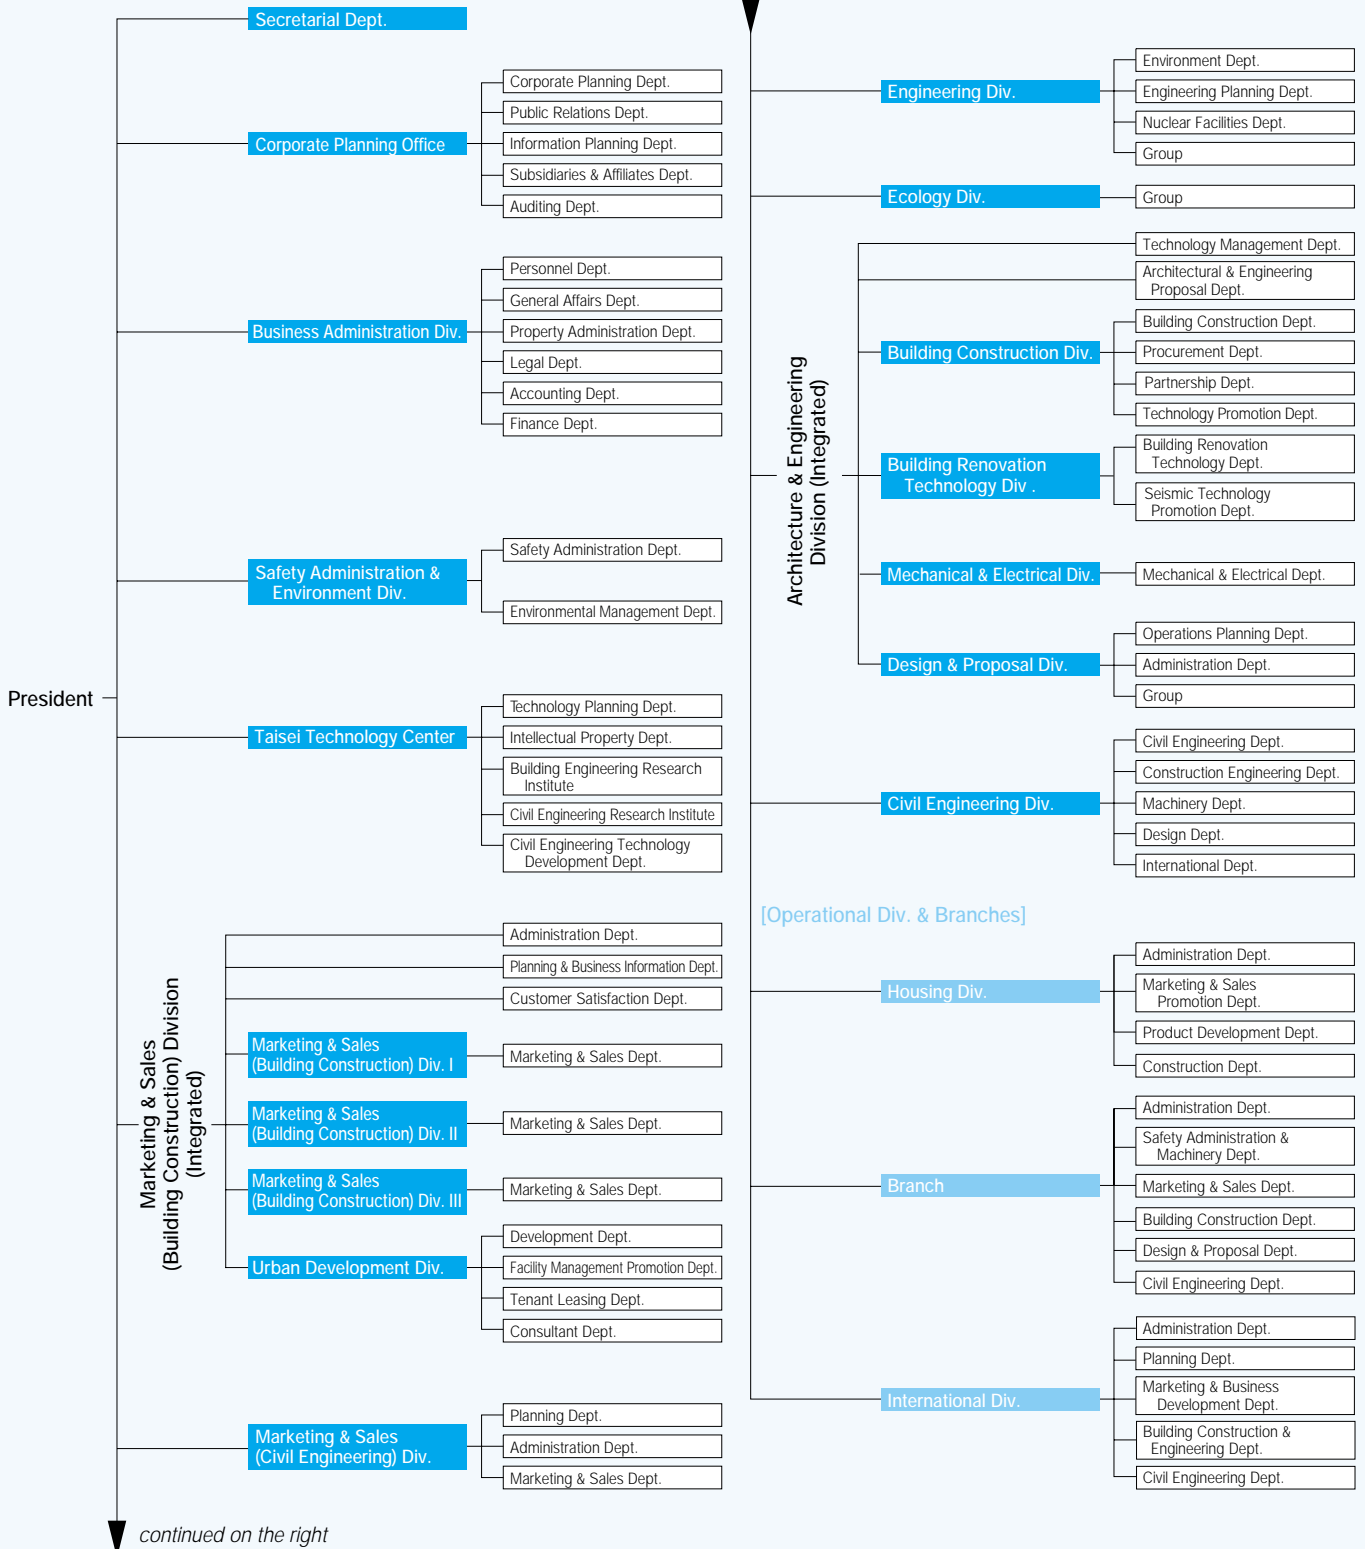 President
Secretarial Dept.
Corporate Planning Office
Corporate Planning Dept.
Public Relations Dept.
Information Planning Dept.
Subsidiaries & Affiliates Dept.
Auditing Dept.
Business Administration Div.
Personnel Dept.
General Affairs Dept.
Property Administration Dept.
Legal Dept.
Accounting Dept.
Finance Dept.
Safety Administration &
Environment Div.
Safety Administration Dept.
Environmental Management Dept.
Taisei Technology Center
Technology Planning Dept.
Intellectual Property Dept.
Building Engineering Research
Institute
Civil Engineering Research Institute
Civil Engineering Technology
Development Dept.
Marketing & Sales
(Building Construction) Division
(Integrated)
Administration Dept.
Planning & Business Information Dept.
Customer Satisfaction Dept.
Marketing & Sales
(Building Construction) Div. I
Marketing & Sales Dept.
Marketing & Sales
(Building Construction) Div. II
Marketing & Sales Dept.
Marketing & Sales
(Building Construction) Div. III
Marketing & Sales Dept.
Urban Development Div.
Development Dept.
Facility Management Promotion Dept.
Tenant Leasing Dept.
Consultant Dept.
Marketing & Sales
(Civil Engineering) Div.
Planning Dept.
Administration Dept.
Marketing & Sales Dept.
continued on the right
Engineering Div.
Environment Dept.
Engineering Planning Dept.
Nuclear Facilities Dept.
Group
Ecology Div.
Group
Architecture & Engineering
Division (Integrated)
Technology Management Dept.
Architectural & Engineering
Proposal Dept.
Building Construction Div.
Building Construction Dept.
Procurement Dept.
Partnership Dept.
Technology Promotion Dept.
Building Renovation
Technology Div .
Building Renovation
Technology Dept.
Seismic Technology
Promotion Dept.
Mechanical & Electrical Div.
Mechanical & Electrical Dept.
Design & Proposal Div.
Operations Planning Dept.
Administration Dept.
Group
Civil Engineering Div.
Civil Engineering Dept.
Construction Engineering Dept.
Machinery Dept.
Design Dept.
International Dept.
[Operational Div. & Branches]
Housing Div.
Administration Dept.
Marketing & Sales
Promotion Dept.
Product Development Dept.
Construction Dept.
Branch
Administration Dept.
Safety Administration &
Machinery Dept.
Marketing & Sales Dept.
Building Construction Dept.
Design & Proposal Dept.
Civil Engineering Dept.
International Div.
Administration Dept.
Planning Dept.
Marketing & Business
Development Dept.
Building Construction &
Engineering Dept.
Civil Engineering Dept.